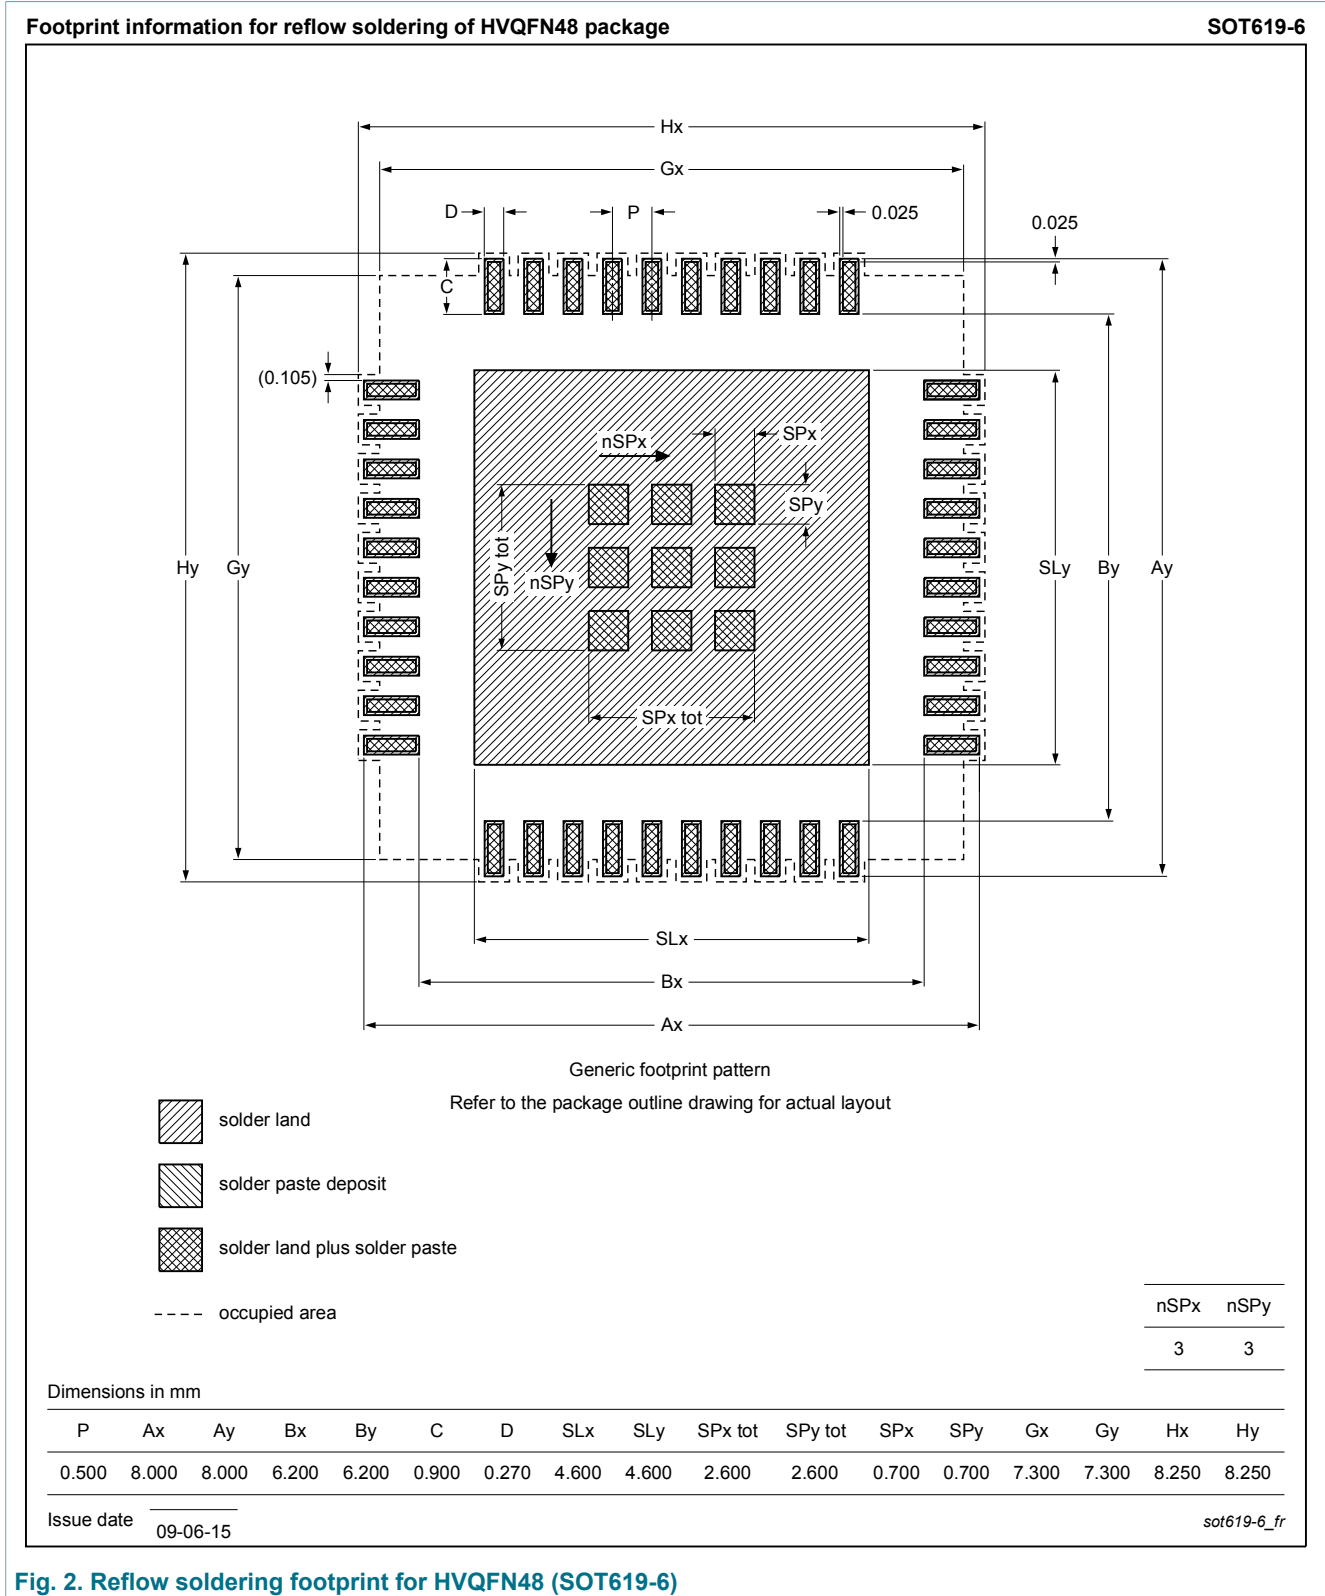 Footprint information for reflow soldering of HVQFN48 package SOT619-6
Hx
Gx
D P 0.025
0.025
C
(0.105)
nSPx SPx
SPy
SPy tot
nSPy
Hy Gy SLy By Ay
SPx tot
SLx
Bx
Ax
Generic footprint pattern
Refer to the package outline drawing for actual layout
solder land
solder paste deposit
solder land plus solder paste
occupied area
nSPx nSPy
3 3
Dimensions in mm
P Ax Ay Bx By C D SLx SLy SPx tot SPy tot SPx SPy Gx Gy Hx Hy
0.500 8.000 8.000 6.200 6.200 0.900 0.270 4.600 4.600 2.600 2.600 0.700 0.700 7.300 7.300 8.250 8.250
Issue date 09-06-15 sot619-6_fr
Fig. 2. Reflow soldering footprint for HVQFN48 (SOT619-6)